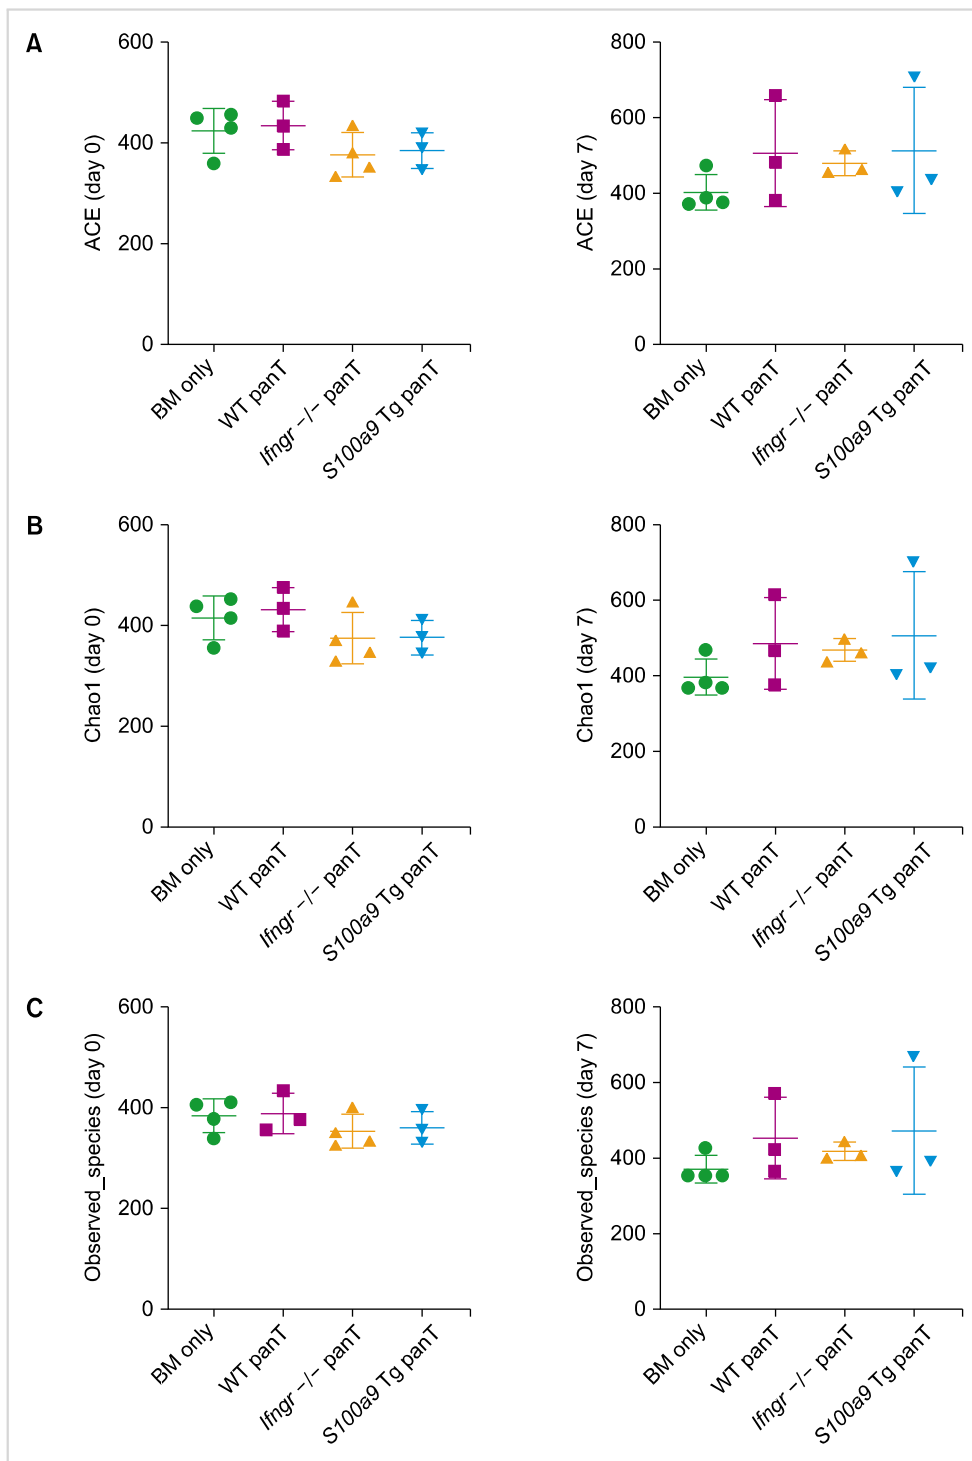 A
600
400
200
0
ACE (day 0)
BM only
WT panT
Ifngr −/− panT
S100a9 Tg panT
800
600
400
200
0
ACE (day 7)
BM only
WT panT
Ifngr −/− panT
S100a9 Tg panT
B
600
400
200
0
Chao1 (day 0)
BM only
WT panT
Ifngr −/− panT
S100a9 Tg panT
800
600
400
200
0
Chao1 (day 7)
BM only
WT panT
Ifngr −/− panT
S100a9 Tg panT
C
600
400
200
0
Observed_species (day 0)
BM only
WT panT
Ifngr −/− panT
S100a9 Tg panT
800
600
400
200
0
Observed_species (day 7)
BM only
WT panT
Ifngr −/− panT
S100a9 Tg panT